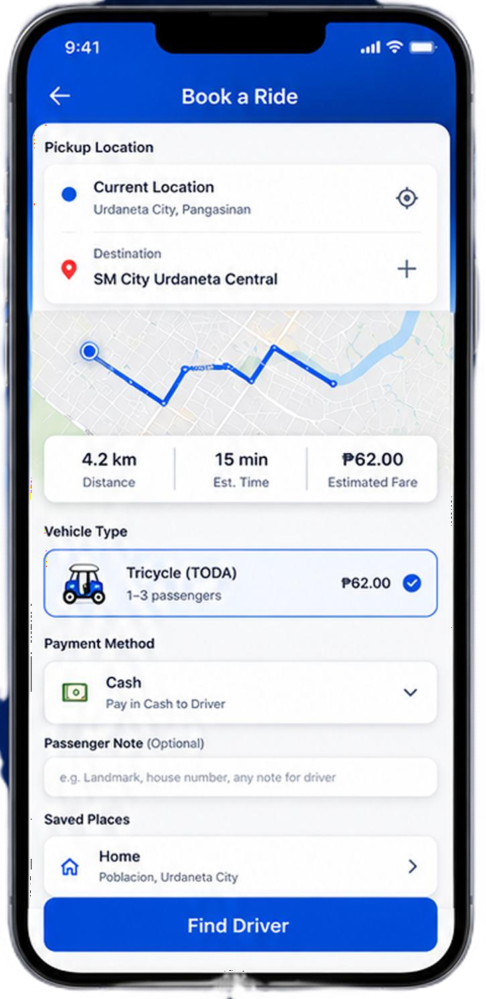 9:41
Book a Ride
Pickup Location
Current Location
Urdaneta City, Pangasinan
Destination
SM City Urdaneta Central
4.2 km
Distance
15 min
Est. Time
₱62.00
Estimated Fare
Vehicle Type
Tricycle (TODA)
1–3 passengers
₱62.00
Payment Method
Cash
Pay in Cash to Driver
Passenger Note (Optional)
e.g. Landmark, house number, any note for driver
Saved Places
Home
Poblacion, Urdaneta City
Find Driver